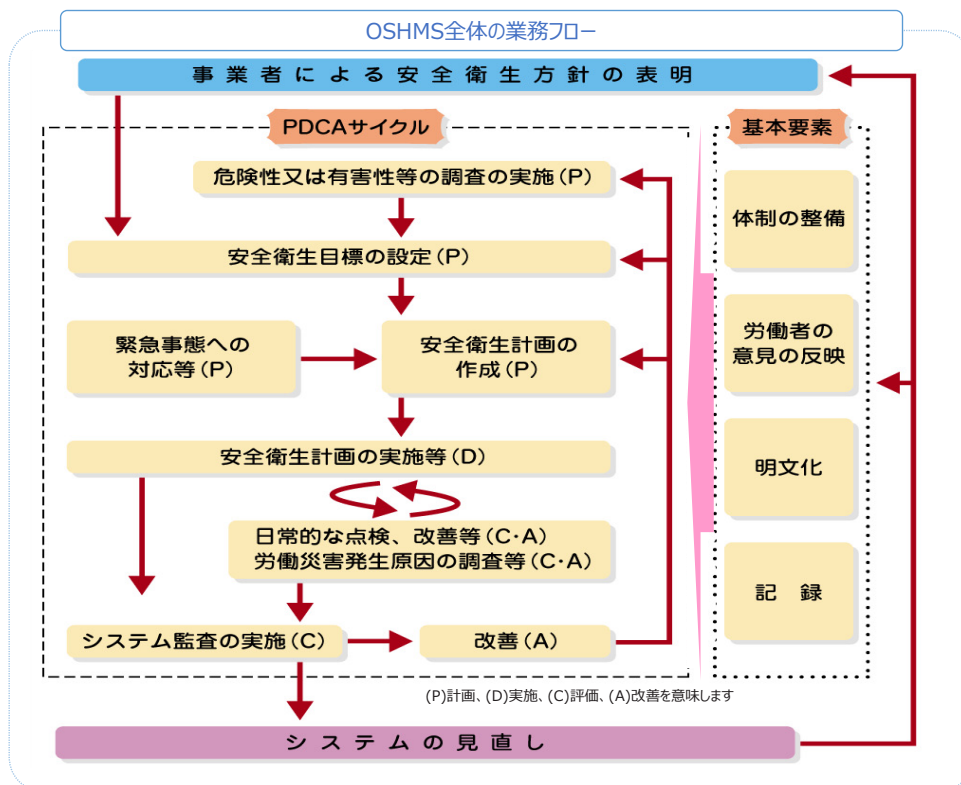 OSHMS全体の業務フロー
事業者による安全衛生方針の表明
PDCAサイクル
基本要素
危険性又は有害性等の調査の実施(P)
体制の整備
安全衛生目標の設定(P)
緊急事態への
対応等(P)
安全衛生計画の
作成(P)
労働者の
意見の反映
安全衛生計画の実施等(D)
明文化
日常的な点検、改善等(C・A)
労働災害発生原因の調査等(C・A)
記 録
システム監査の実施(C)
改善(A)
(P)計画、(D)実施、(C)評価、(A)改善を意味します
システムの見直し